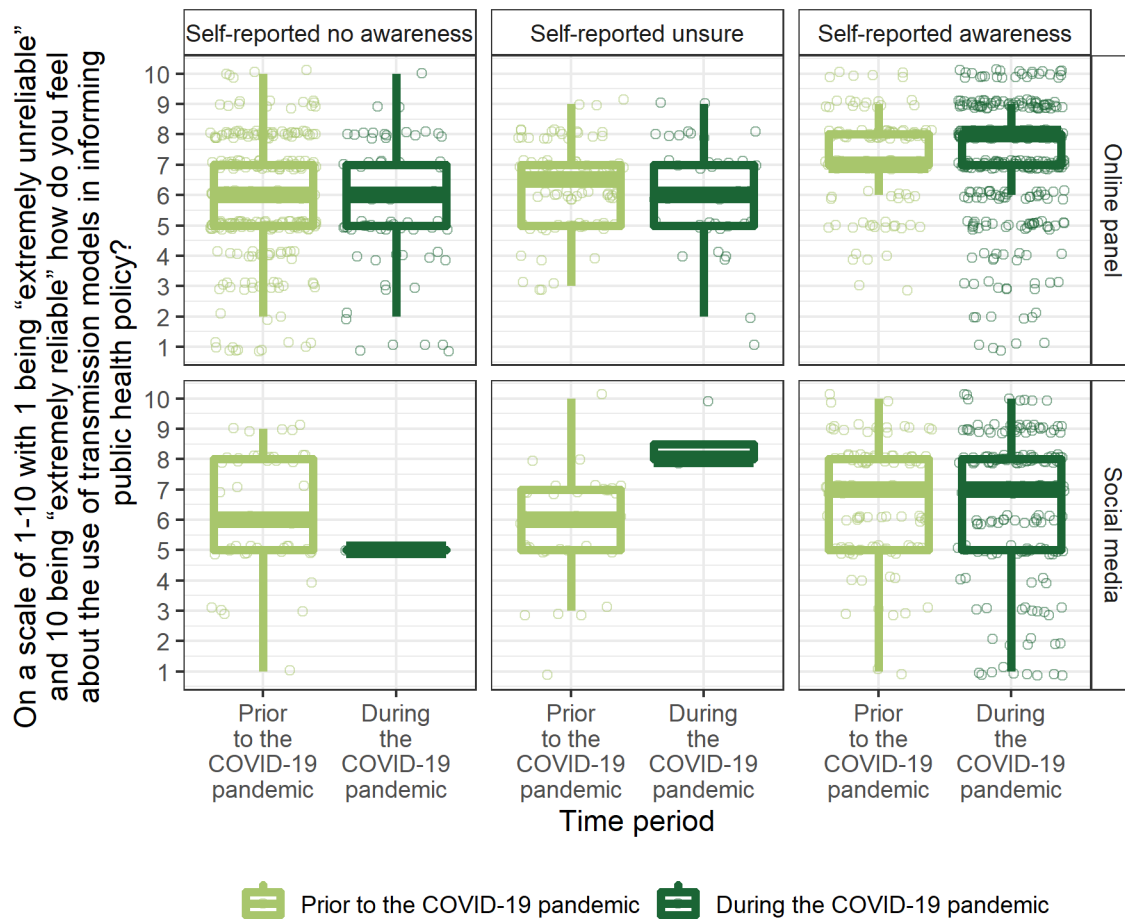 On a scale of 1-10 with 1 being “extremely unreliable”
and 10 being “extremely reliable” how do you feel
about the use of transmission models in informing
public health policy?
Self-reported no awareness
Self-reported unsure
Self-reported awareness
10
9
8
7
6
5
4
3
2
1
Online panel
10
9
8
7
6
5
4
3
2
1
Social media
Prior
to the
COVID-19
pandemic
During
the
COVID-19
pandemic
Prior
to the
COVID-19
pandemic
During
the
COVID-19
pandemic
Prior
to the
COVID-19
pandemic
During
the
COVID-19
pandemic
Time period
Prior to the COVID-19 pandemic
During the COVID-19 pandemic